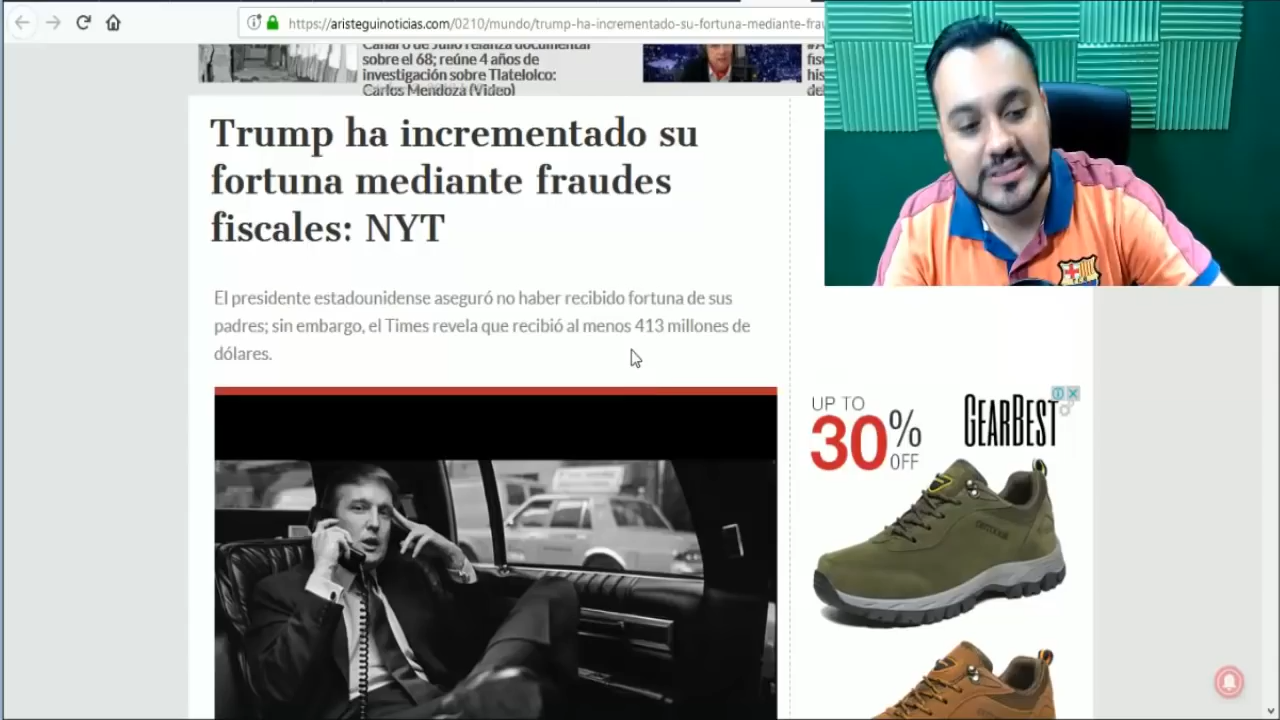 https://aristeguinoticias.com/0210/mundo/trump-ha-incrementado-su-fortuna-mediante-frau
Canal 6 de Julio relanza documental
sobre el 68; reúne 4 años de
investigación sobre Tlatelolco:
Carlos Mendoza (Video)
Trump ha incrementado su
fortuna mediante fraudes
fiscales: NYT
El presidente estadounidense aseguró no haber recibido fortuna de sus
padres; sin embargo, el Times revela que recibió al menos 413 millones de
dólares.
UP TO
30%
OFF
GEARBEST
OUTDOOR